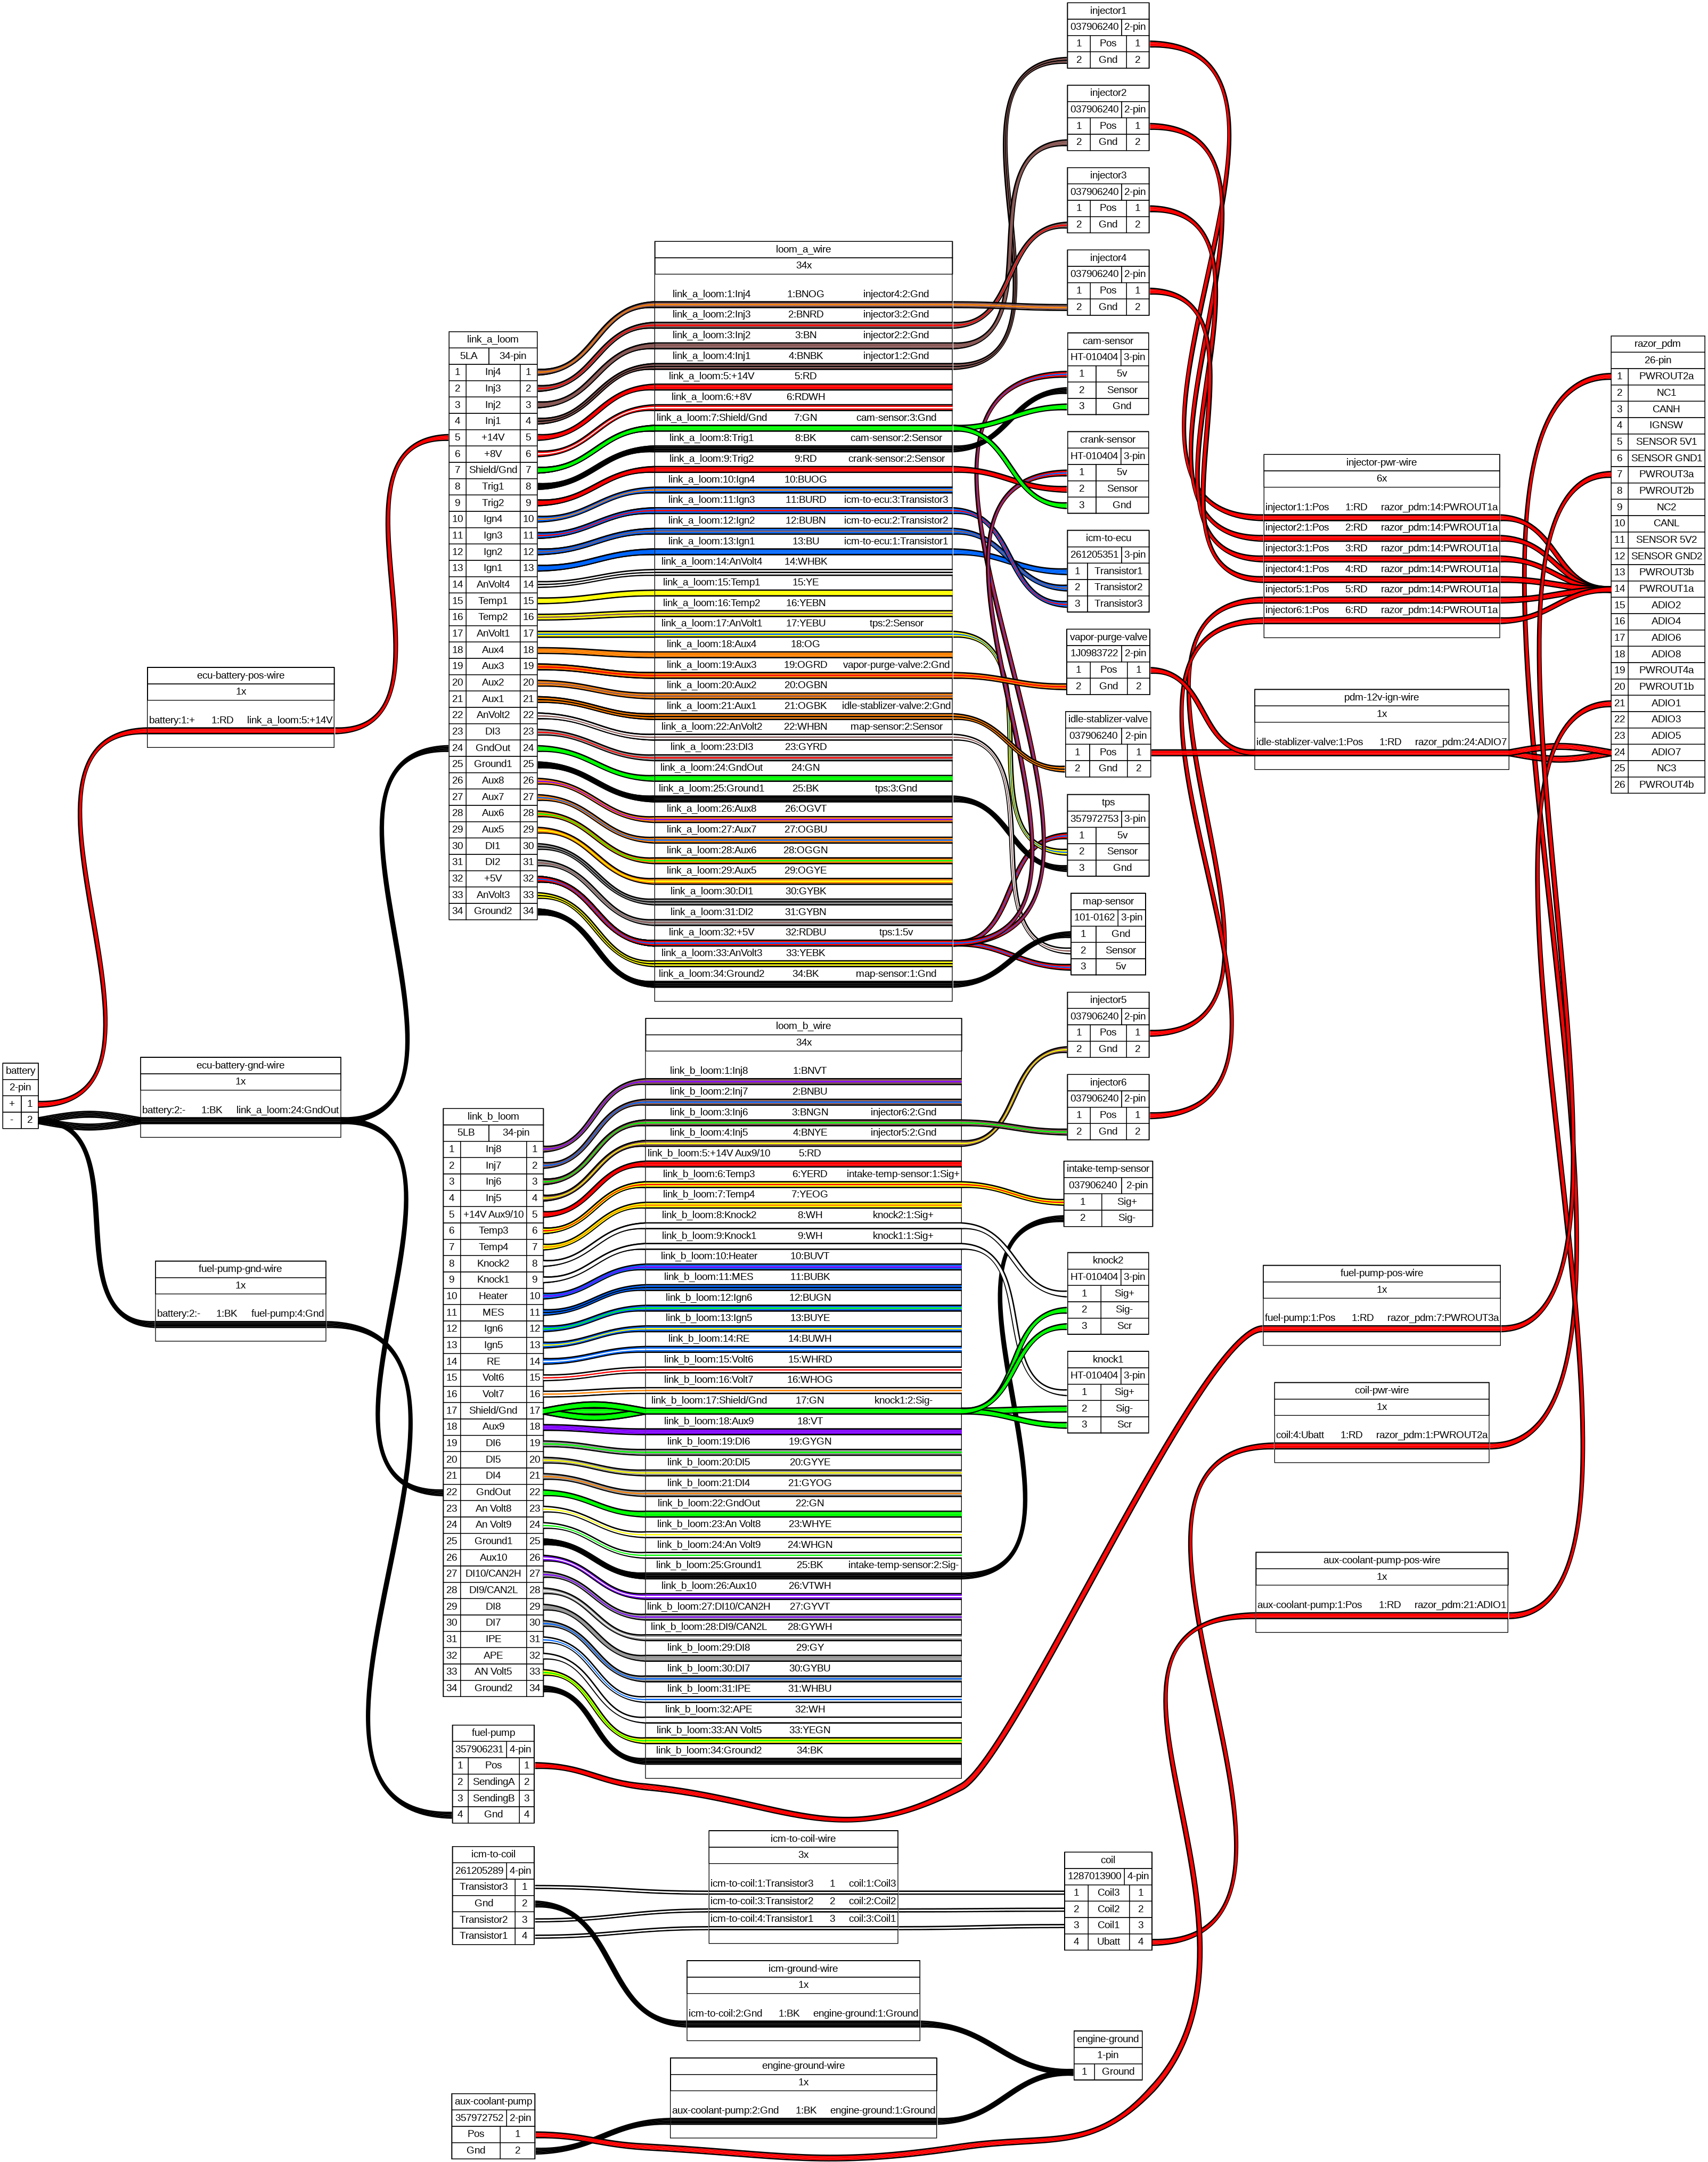 battery
2-pin
+ 1
- 2
ecu-battery-pos-wire
1x
battery:1:+ 1:RD link_a_loom:5:+14V
ecu-battery-gnd-wire
1x
battery:2:- 1:BK link_a_loom:24:GndOut
fuel-pump-gnd-wire
1x
battery:2:- 1:BK fuel-pump:4:Gnd
link_a_loom
5LA 34-pin
1 Inj4 1
2 Inj3 2
3 Inj2 3
4 Inj1 4
5 +14V 5
6 +8V 6
7 Shield/Gnd 7
8 Trig1 8
9 Trig2 9
10 Ign4 10
11 Ign3 11
12 Ign2 12
13 Ign1 13
14 AnVolt4 14
15 Temp1 15
16 Temp2 16
17 AnVolt1 17
18 Aux4 18
19 Aux3 19
20 Aux2 20
21 Aux1 21
22 AnVolt2 22
23 DI3 23
24 GndOut 24
25 Ground1 25
26 Aux8 26
27 Aux7 27
28 Aux6 28
29 Aux5 29
30 DI1 30
31 DI2 31
32 +5V 32
33 AnVolt3 33
34 Ground2 34
link_b_loom
5LB 34-pin
1 Inj8 1
2 Inj7 2
3 Inj6 3
4 Inj5 4
5 +14V Aux9/10 5
6 Temp3 6
7 Temp4 7
8 Knock2 8
9 Knock1 9
10 Heater 10
11 MES 11
12 Ign6 12
13 Ign5 13
14 RE 14
15 Volt6 15
16 Volt7 16
17 Shield/Gnd 17
18 Aux9 18
19 DI6 19
20 DI5 20
21 DI4 21
22 GndOut 22
23 An Volt8 23
24 An Volt9 24
25 Ground1 25
26 Aux10 26
27 DI10/CAN2H 27
28 DI9/CAN2L 28
29 DI8 29
30 DI7 30
31 IPE 31
32 APE 32
33 AN Volt5 33
34 Ground2 34
fuel-pump
357906231 4-pin
1 Pos 1
2 SendingA 2
3 SendingB 3
4 Gnd 4
icm-to-coil
261205289 4-pin
Transistor3 1
Gnd 2
Transistor2 3
Transistor1 4
aux-coolant-pump
357972752 2-pin
Pos 1
Gnd 2
loom_a_wire
34x
link_a_loom:1:Inj4 1:BNOG injector4:2:Gnd
link_a_loom:2:Inj3 2:BNRD injector3:2:Gnd
link_a_loom:3:Inj2 3:BN injector2:2:Gnd
link_a_loom:4:Inj1 4:BNBK injector1:2:Gnd
link_a_loom:5:+14V 5:RD
link_a_loom:6:+8V 6:RDWH
link_a_loom:7:Shield/Gnd 7:GN cam-sensor:3:Gnd
link_a_loom:8:Trig1 8:BK cam-sensor:2:Sensor
link_a_loom:9:Trig2 9:RD crank-sensor:2:Sensor
link_a_loom:10:Ign4 10:BUOG
link_a_loom:11:Ign3 11:BURD icm-to-ecu:3:Transistor3
link_a_loom:12:Ign2 12:BUBN icm-to-ecu:2:Transistor2
link_a_loom:13:Ign1 13:BU icm-to-ecu:1:Transistor1
link_a_loom:14:AnVolt4 14:WHBK
link_a_loom:15:Temp1 15:YE
link_a_loom:16:Temp2 16:YEBN
link_a_loom:17:AnVolt1 17:YEBU tps:2:Sensor
link_a_loom:18:Aux4 18:OG
link_a_loom:19:Aux3 19:OGRD vapor-purge-valve:2:Gnd
link_a_loom:20:Aux2 20:OGBN
link_a_loom:21:Aux1 21:OGBK idle-stablizer-valve:2:Gnd
link_a_loom:22:AnVolt2 22:WHBN map-sensor:2:Sensor
link_a_loom:23:DI3 23:GYRD
link_a_loom:24:GndOut 24:GN
link_a_loom:25:Ground1 25:BK tps:3:Gnd
link_a_loom:26:Aux8 26:OGVT
link_a_loom:27:Aux7 27:OGBU
link_a_loom:28:Aux6 28:OGGN
link_a_loom:29:Aux5 29:OGYE
link_a_loom:30:DI1 30:GYBK
link_a_loom:31:DI2 31:GYBN
link_a_loom:32:+5V 32:RDBU tps:1:5v
link_a_loom:33:AnVolt3 33:YEBK
link_a_loom:34:Ground2 34:BK map-sensor:1:Gnd
loom_b_wire
34x
link_b_loom:1:Inj8 1:BNVT
link_b_loom:2:Inj7 2:BNBU
link_b_loom:3:Inj6 3:BNGN injector6:2:Gnd
link_b_loom:4:Inj5 4:BNYE injector5:2:Gnd
link_b_loom:5:+14V Aux9/10 5:RD
link_b_loom:6:Temp3 6:YERD intake-temp-sensor:1:Sig+
link_b_loom:7:Temp4 7:YEOG
link_b_loom:8:Knock2 8:WH knock2:1:Sig+
link_b_loom:9:Knock1 9:WH knock1:1:Sig+
link_b_loom:10:Heater 10:BUVT
link_b_loom:11:MES 11:BUBK
link_b_loom:12:Ign6 12:BUGN
link_b_loom:13:Ign5 13:BUYE
link_b_loom:14:RE 14:BUWH
link_b_loom:15:Volt6 15:WHRD
link_b_loom:16:Volt7 16:WHOG
link_b_loom:17:Shield/Gnd 17:GN knock1:2:Sig-
link_b_loom:18:Aux9 18:VT
link_b_loom:19:DI6 19:GYGN
link_b_loom:20:DI5 20:GYYE
link_b_loom:21:DI4 21:GYOG
link_b_loom:22:GndOut 22:GN
link_b_loom:23:An Volt8 23:WHYE
link_b_loom:24:An Volt9 24:WHGN
link_b_loom:25:Ground1 25:BK intake-temp-sensor:2:Sig-
link_b_loom:26:Aux10 26:VTWH
link_b_loom:27:DI10/CAN2H 27:GYVT
link_b_loom:28:DI9/CAN2L 28:GYWH
link_b_loom:29:DI8 29:GY
link_b_loom:30:DI7 30:GYBU
link_b_loom:31:IPE 31:WHBU
link_b_loom:32:APE 32:WH
link_b_loom:33:AN Volt5 33:YEGN
link_b_loom:34:Ground2 34:BK
icm-to-coil-wire
3x
icm-to-coil:1:Transistor3 1 coil:1:Coil3
icm-to-coil:3:Transistor2 2 coil:2:Coil2
icm-to-coil:4:Transistor1 3 coil:3:Coil1
icm-ground-wire
1x
icm-to-coil:2:Gnd 1:BK engine-ground:1:Ground
engine-ground-wire
1x
aux-coolant-pump:2:Gnd 1:BK engine-ground:1:Ground
injector1
037906240 2-pin
1 Pos 1
2 Gnd 2
injector2
037906240 2-pin
1 Pos 1
2 Gnd 2
injector3
037906240 2-pin
1 Pos 1
2 Gnd 2
injector4
037906240 2-pin
1 Pos 1
2 Gnd 2
cam-sensor
HT-010404 3-pin
1 5v
2 Sensor
3 Gnd
crank-sensor
HT-010404 3-pin
1 5v
2 Sensor
3 Gnd
icm-to-ecu
261205351 3-pin
1 Transistor1
2 Transistor2
3 Transistor3
vapor-purge-valve
1J0983722 2-pin
1 Pos 1
2 Gnd 2
idle-stablizer-valve
037906240 2-pin
1 Pos 1
2 Gnd 2
tps
357972753 3-pin
1 5v
2 Sensor
3 Gnd
map-sensor
101-0162 3-pin
1 Gnd
2 Sensor
3 5v
injector5
037906240 2-pin
1 Pos 1
2 Gnd 2
injector6
037906240 2-pin
1 Pos 1
2 Gnd 2
intake-temp-sensor
037906240 2-pin
1 Sig+
2 Sig-
knock2
HT-010404 3-pin
1 Sig+
2 Sig-
3 Scr
knock1
HT-010404 3-pin
1 Sig+
2 Sig-
3 Scr
coil
1287013900 4-pin
1 Coil3 1
2 Coil2 2
3 Coil1 3
4 Ubatt 4
engine-ground
1-pin
1 Ground
injector-pwr-wire
6x
injector1:1:Pos 1:RD razor_pdm:14:PWROUT1a
injector2:1:Pos 2:RD razor_pdm:14:PWROUT1a
injector3:1:Pos 3:RD razor_pdm:14:PWROUT1a
injector4:1:Pos 4:RD razor_pdm:14:PWROUT1a
injector5:1:Pos 5:RD razor_pdm:14:PWROUT1a
injector6:1:Pos 6:RD razor_pdm:14:PWROUT1a
pdm-12v-ign-wire
1x
idle-stablizer-valve:1:Pos 1:RD razor_pdm:24:ADIO7
fuel-pump-pos-wire
1x
fuel-pump:1:Pos 1:RD razor_pdm:7:PWROUT3a
coil-pwr-wire
1x
coil:4:Ubatt 1:RD razor_pdm:1:PWROUT2a
aux-coolant-pump-pos-wire
1x
aux-coolant-pump:1:Pos 1:RD razor_pdm:21:ADIO1
razor_pdm
26-pin
1 PWROUT2a
2 NC1
3 CANH
4 IGNSW
5 SENSOR 5V1
6 SENSOR GND1
7 PWROUT3a
8 PWROUT2b
9 NC2
10 CANL
11 SENSOR 5V2
12 SENSOR GND2
13 PWROUT3b
14 PWROUT1a
15 ADIO2
16 ADIO4
17 ADIO6
18 ADIO8
19 PWROUT4a
20 PWROUT1b
21 ADIO1
22 ADIO3
23 ADIO5
24 ADIO7
25 NC3
26 PWROUT4b